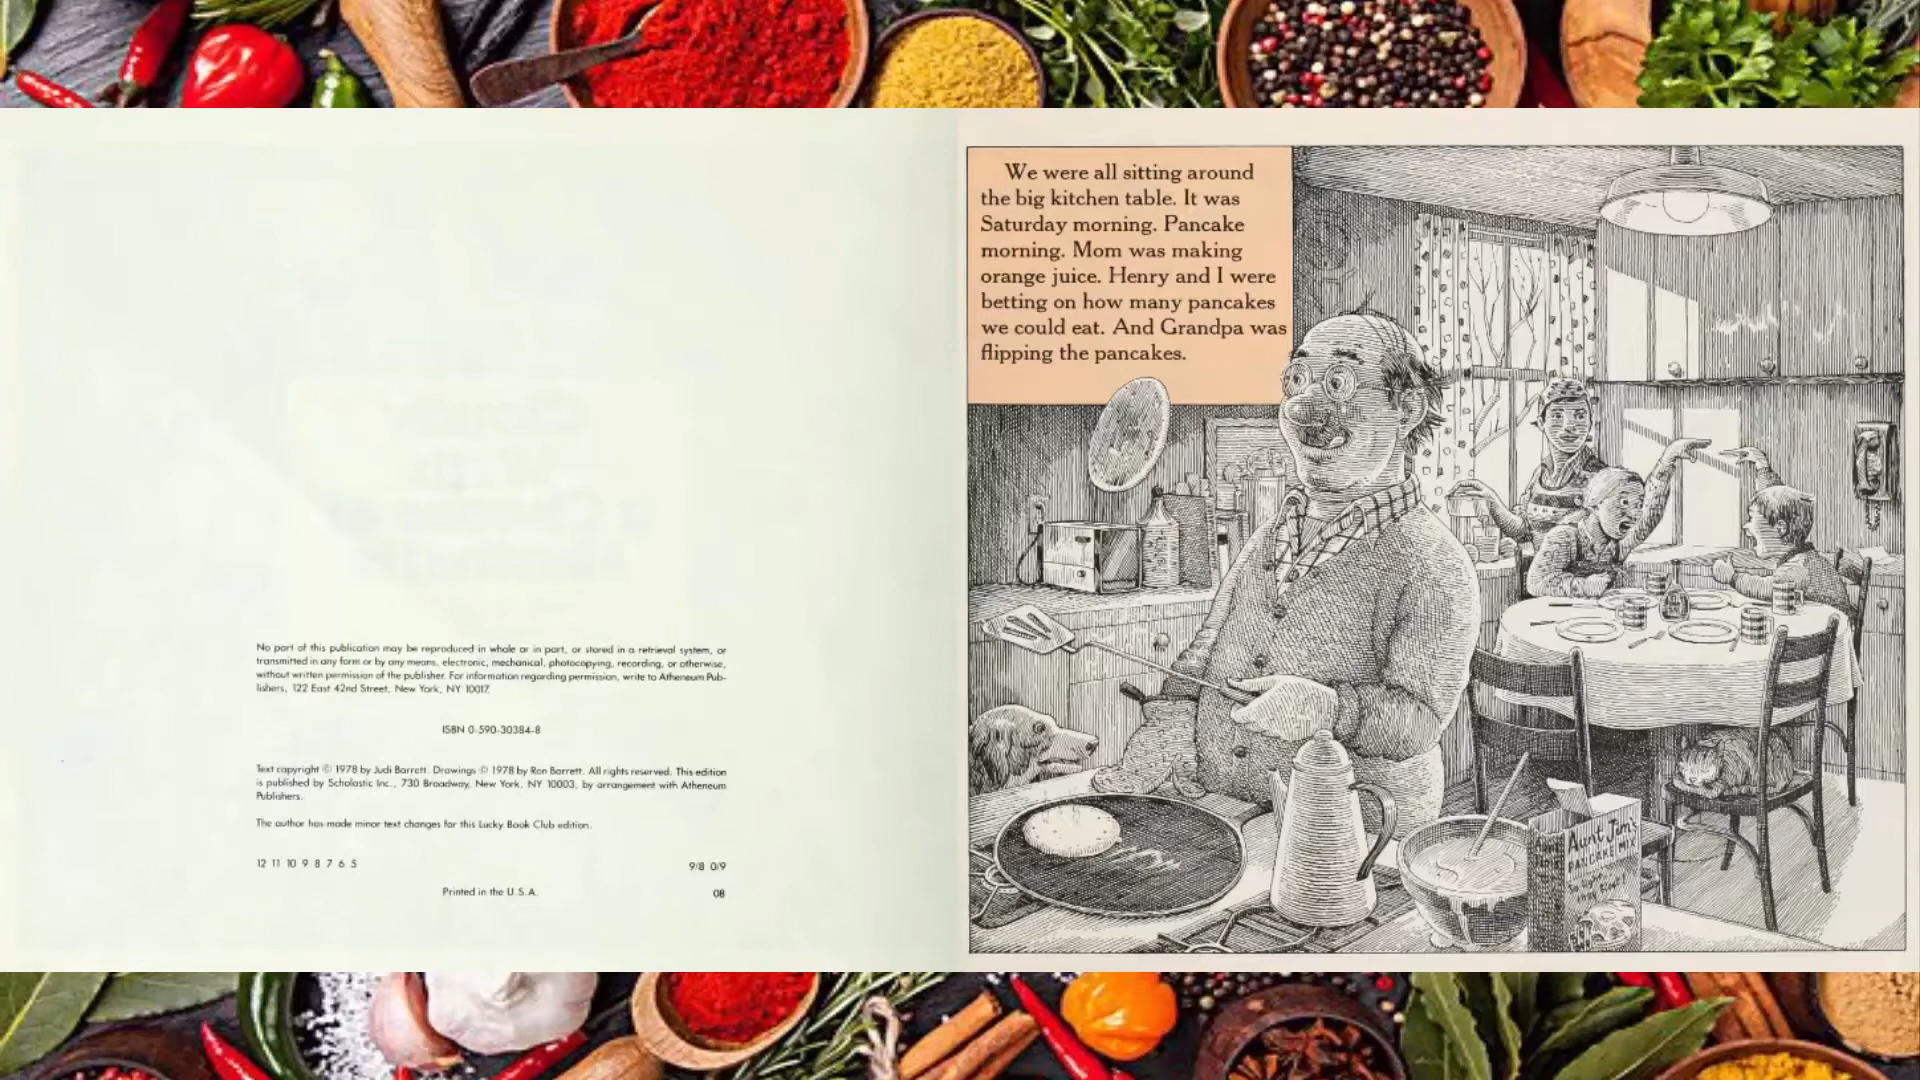 No part of this publication may be reproduced in whole or in part, or stored in a retrieval system, or
transmitted in any form or by any means, electronic, mechanical, photocopying, recording, or otherwise,
without written permission of the publisher. For information regarding permission, write to Atheneum Pub-
lishers, 122 East 42nd Street, New York, NY 10017.
ISBN 0-590-30384-8
Text copyright © 1978 by Judi Barrett. Drawings © 1978 by Ron Barrett. All rights reserved. This edition
is published by Scholastic Inc., 730 Broadway, New York, NY 10003, by arrangement with Atheneum
Publishers.
The author has made minor text changes for this Lucky Book Club edition.
12 11 10 9 8 7 6 5
9/8 0/9
Printed in the U.S.A.
08
We were all sitting around
the big kitchen table. It was
Saturday morning. Pancake
morning. Mom was making
orange juice. Henry and I were
betting on how many pancakes
we could eat. And Grandpa was
flipping the pancakes.
Aunt Jim's
PANCAKE MIX
So light
they float!